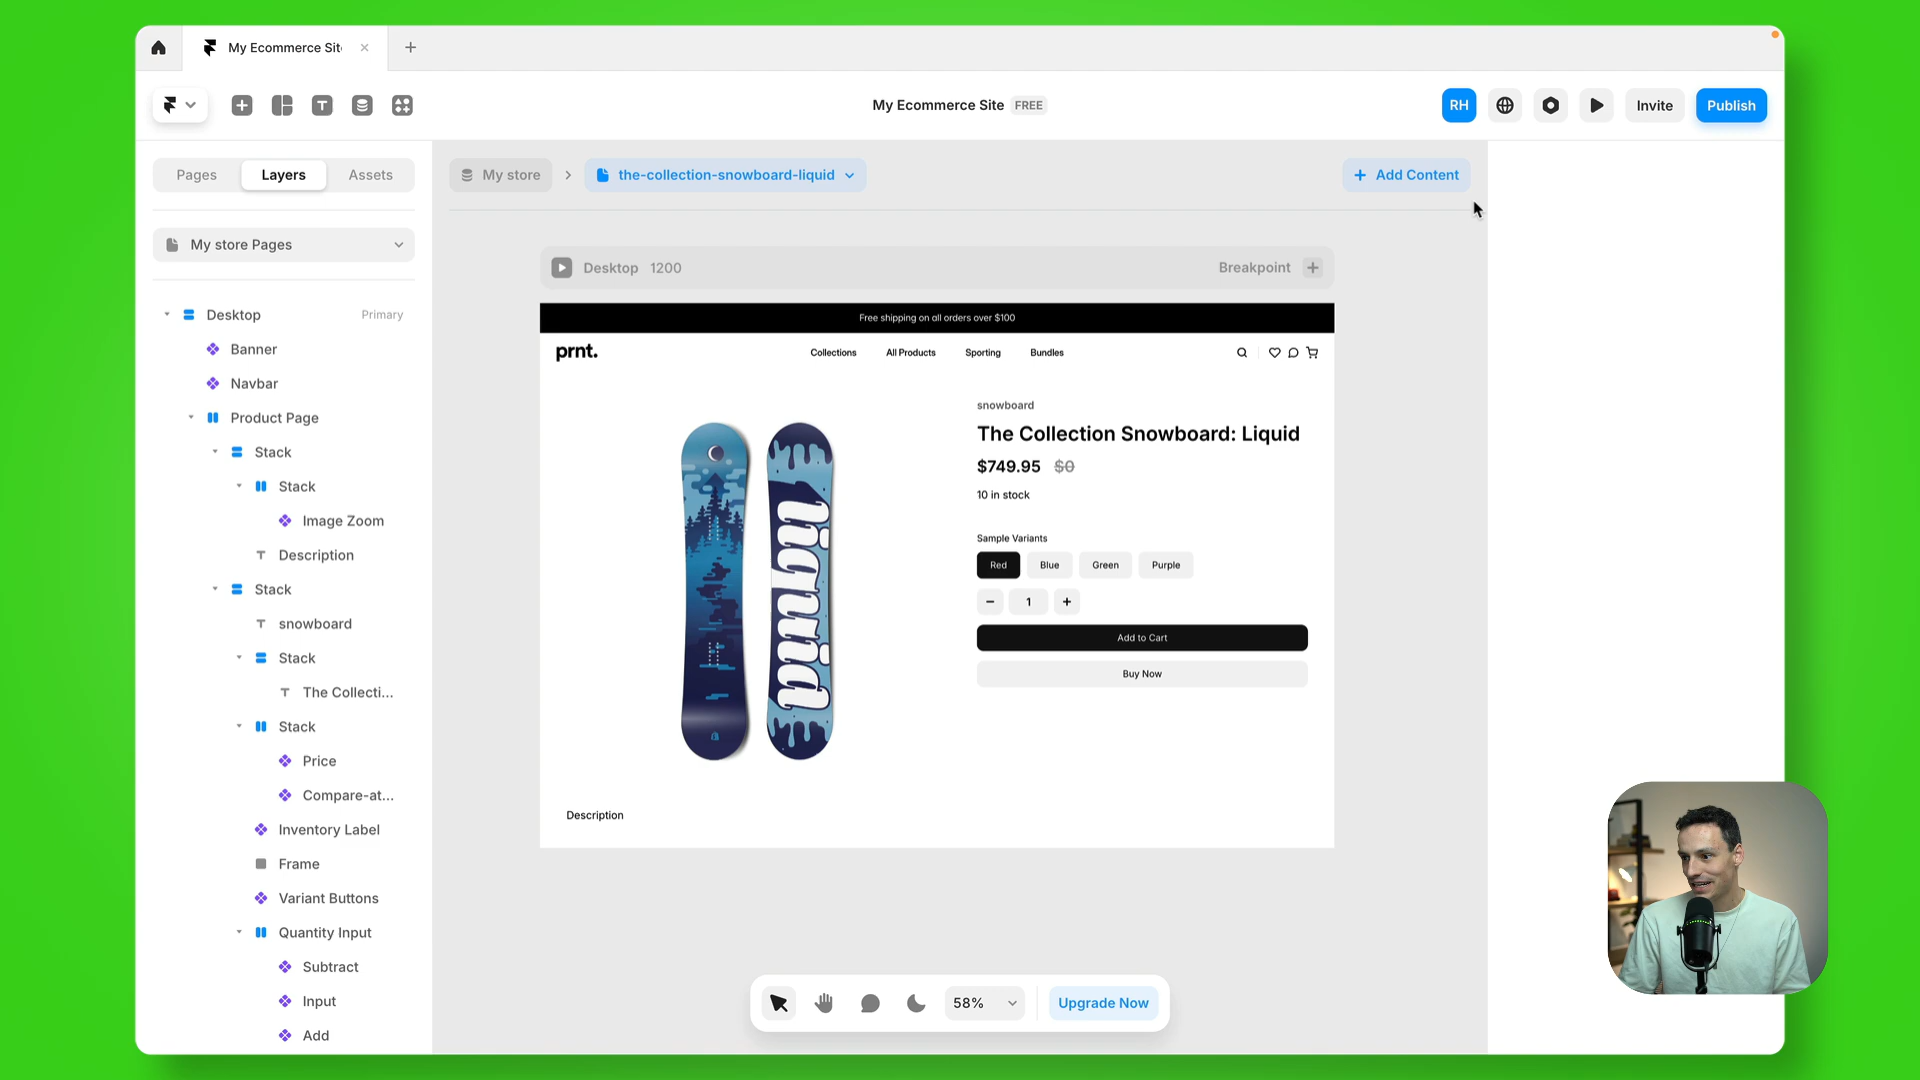 My Ecommerce Sit
My Ecommerce Site FREE
RH
Invite
Publish
Pages
Layers
Assets
My store Pages
Desktop Primary
Banner
Navbar
Product Page
Stack
Stack
Image Zoom
Description
Stack
snowboard
Stack
The Collecti...
Stack
Price
Compare-at...
Inventory Label
Frame
Variant Buttons
Quantity Input
Subtract
Input
Add
My store
the-collection-snowboard-liquid
Add Content
Desktop 1200
Breakpoint
Free shipping on all orders over $100
prnt.
Collections
All Products
Sporting
Bundles
liquid
snowboard
The Collection Snowboard: Liquid
$749.95 $0
10 in stock
Sample Variants
Red
Blue
Green
Purple
1
Add to Cart
Buy Now
Description
58%
Upgrade Now